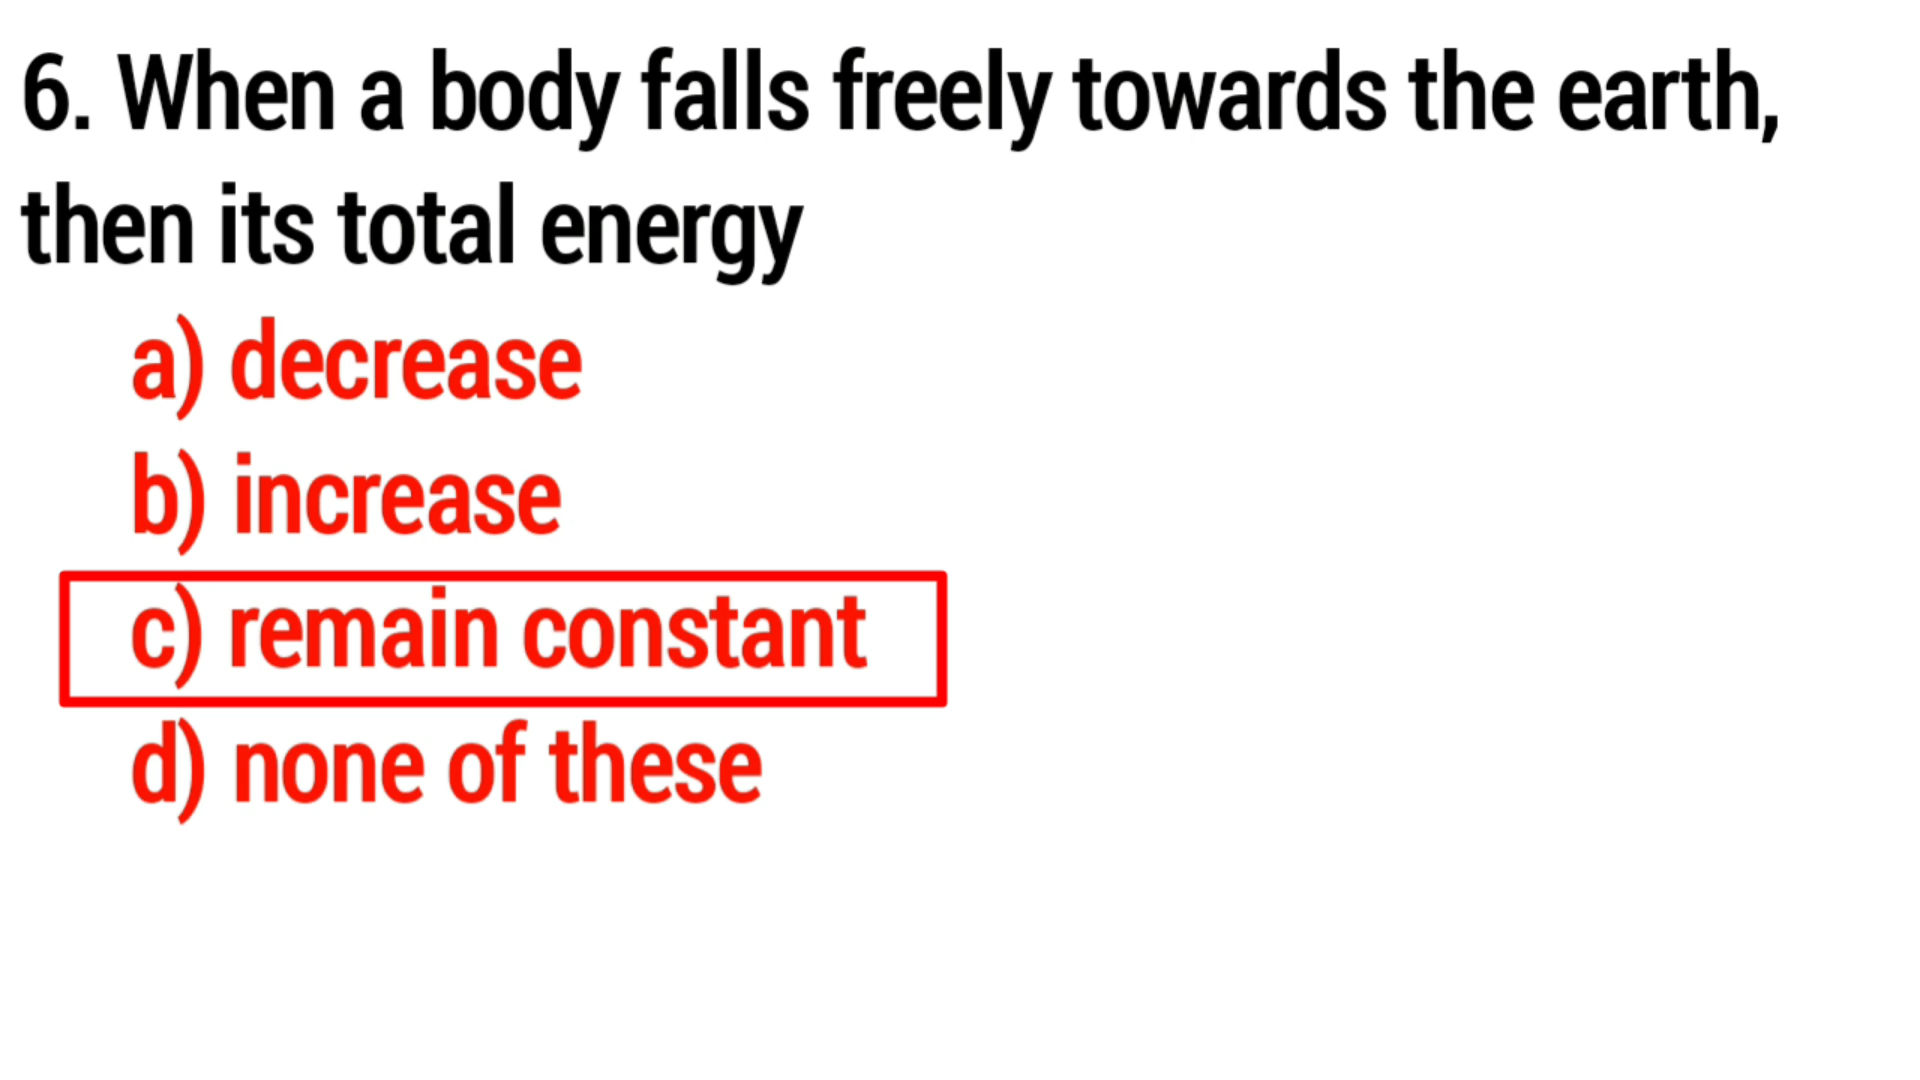 6. When a body falls freely towards the earth,
then its total energy
a) decrease
b) increase
c) remain constant
d) none of these